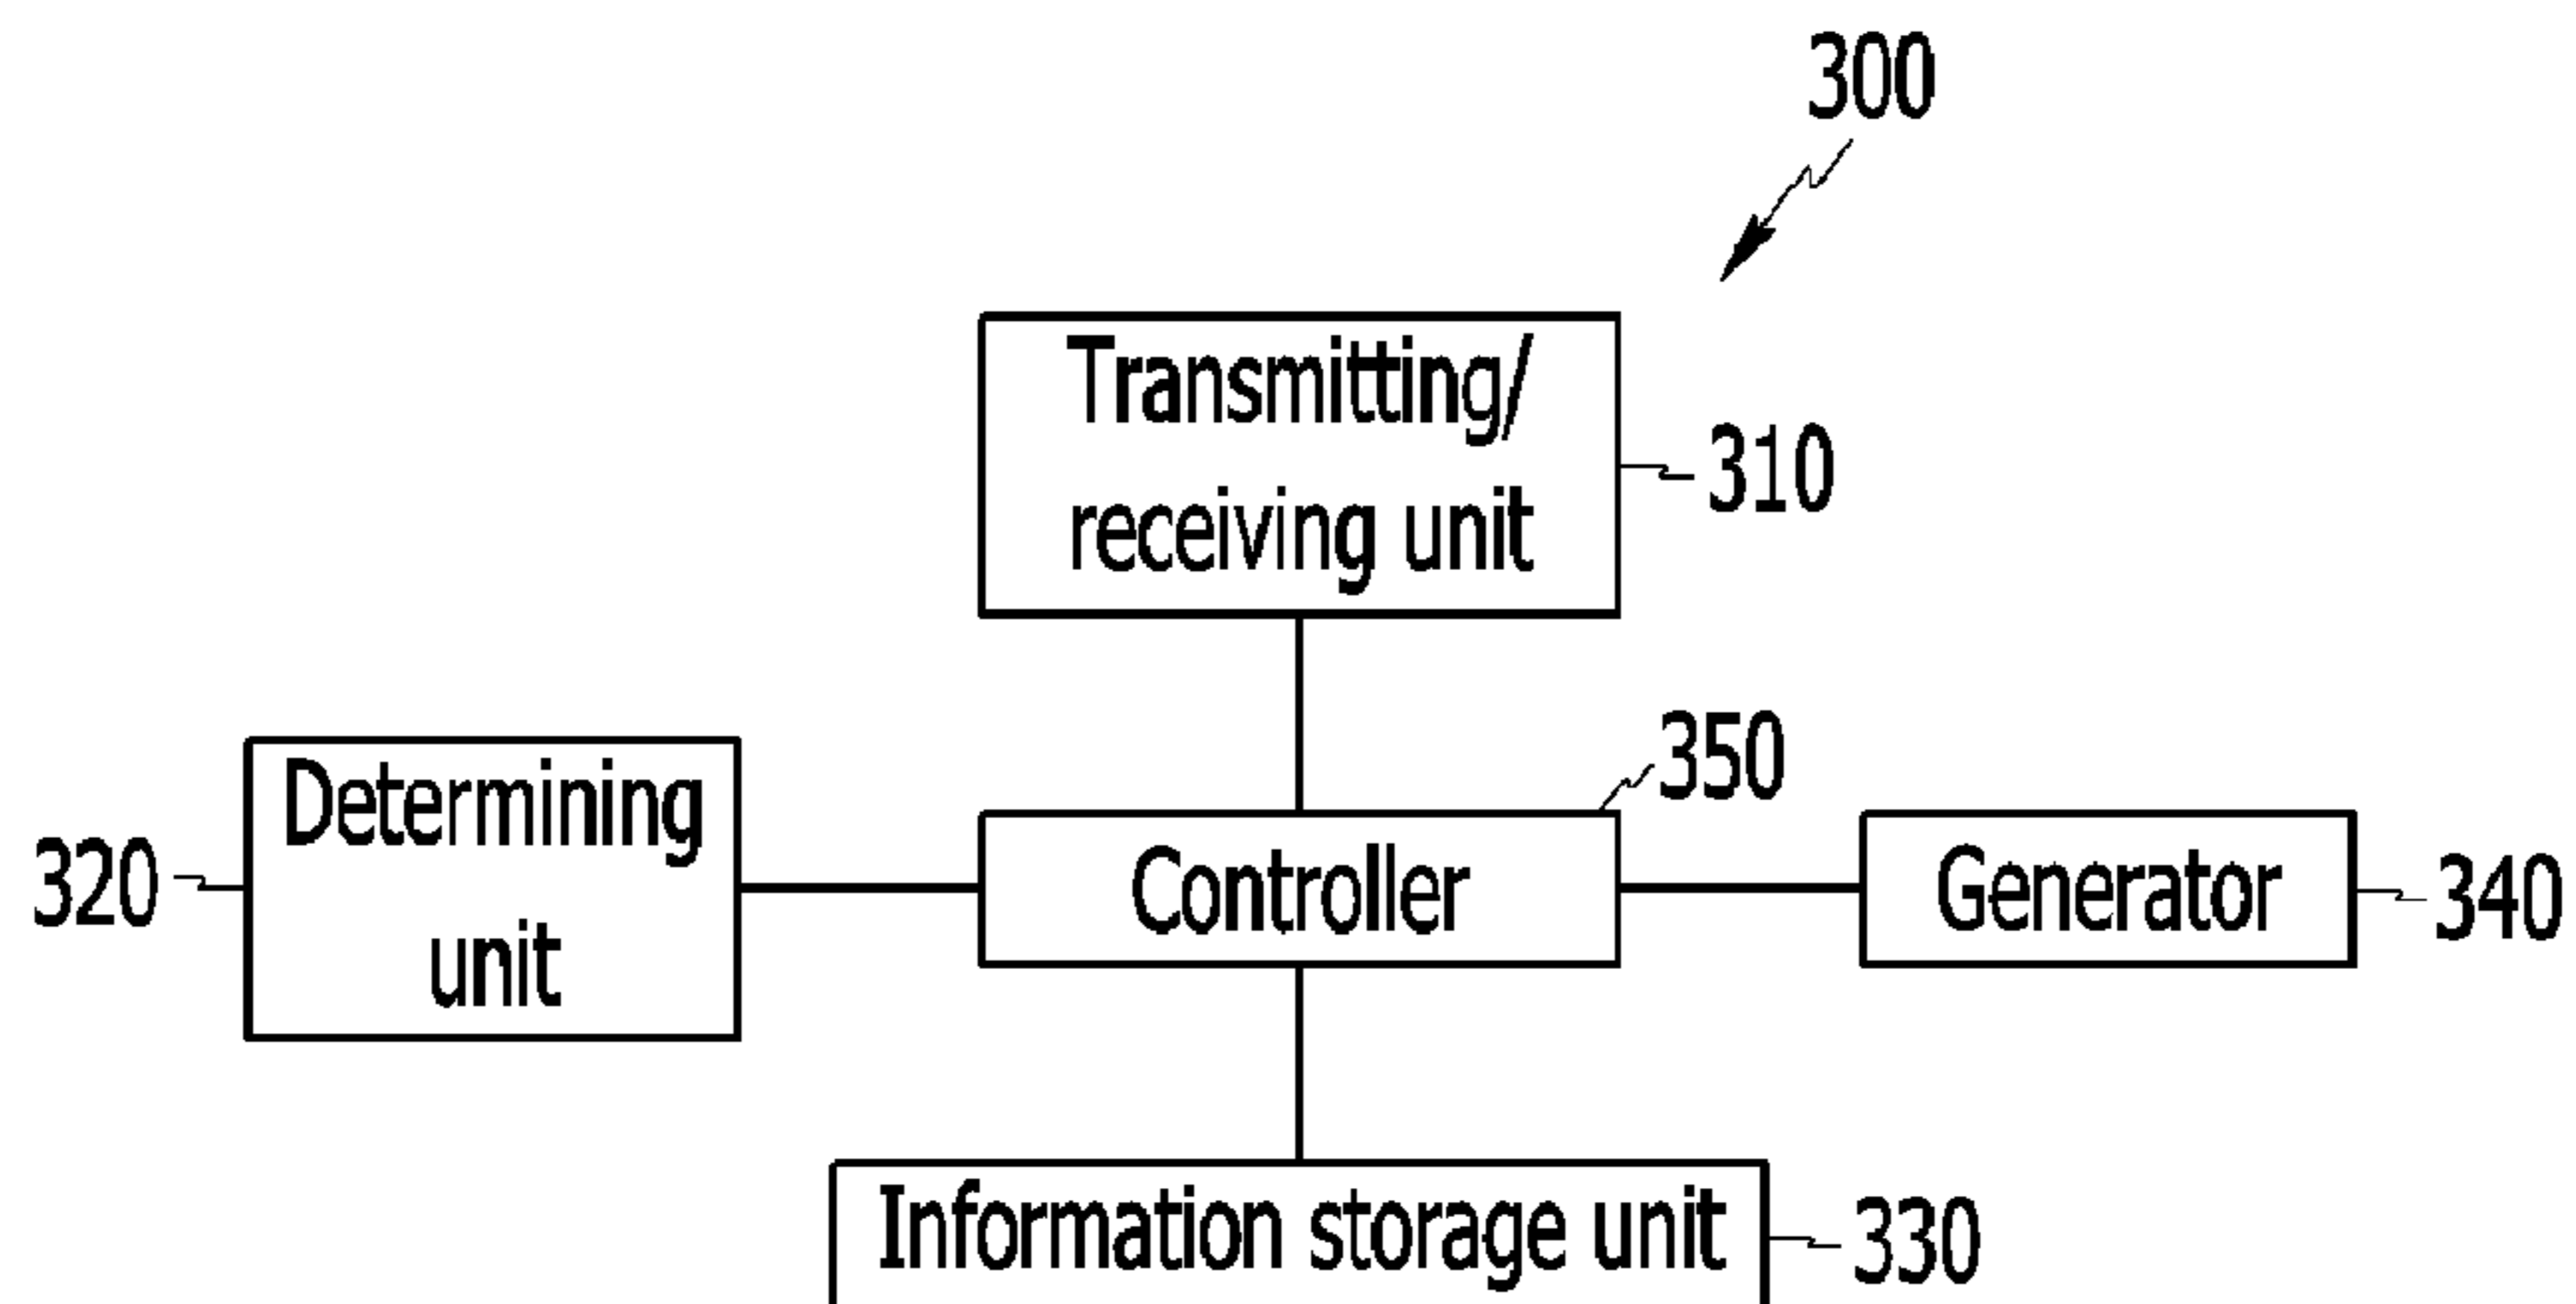 300
Transmitting/
receiving unit
310
350
Determining
unit
320
Controller
Generator
340
Information storage unit
330